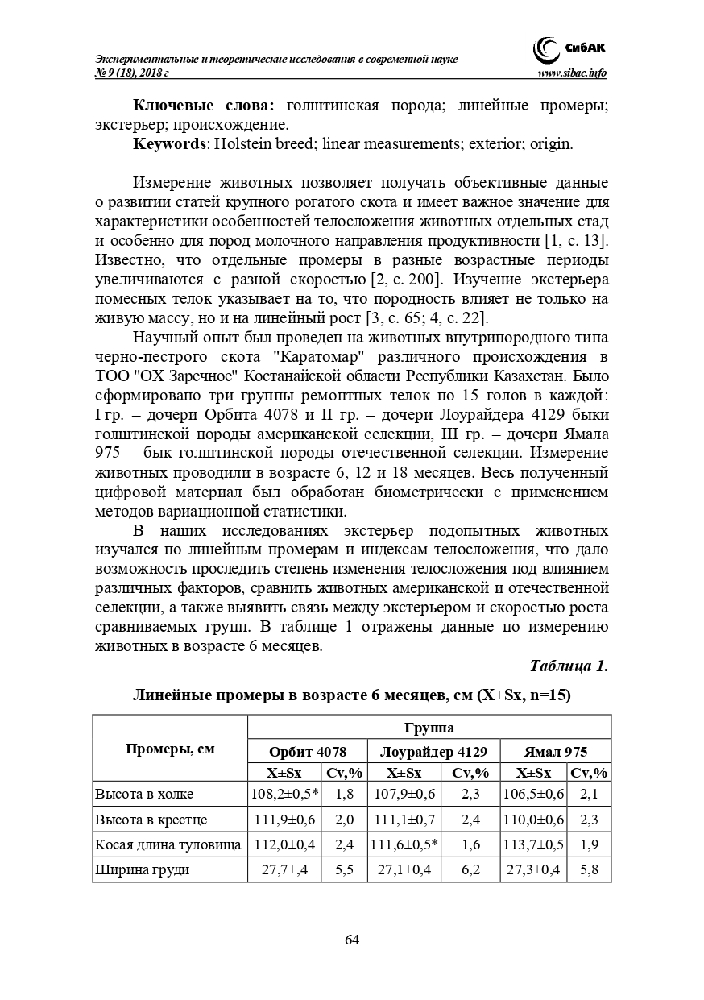 СибАК
Экспериментальные и теоретические исследования в современной науке
№ 9 (18), 2018 г www.sibac.info
Ключевые слова: голштинская порода; линейные промеры;
экстерьер; происхождение.
Keywords: Holstein breed; linear measurements; exterior; origin.
Измерение животных позволяет получать объективные данные
о развитии статей крупного рогатого скота и имеет важное значение для
характеристики особенностей телосложения животных отдельных стад
и особенно для пород молочного направления продуктивности [1, с. 13].
Известно, что отдельные промеры в разные возрастные периоды
увеличиваются с разной скоростью [2, с. 200]. Изучение экстерьера
помесных телок указывает на то, что породность влияет не только на
живую массу, но и на линейный рост [3, с. 65; 4, с. 22].
Научный опыт был проведен на животных внутрипородного типа
черно-пестрого скота "Каратомар" различного происхождения в
ТОО "ОХ Заречное" Костанайской области Республики Казахстан. Было
сформировано три группы ремонтных телок по 15 голов в каждой:
I гр. – дочери Орбита 4078 и II гр. – дочери Лоурайдера 4129 быки
голштинской породы американской селекции, III гр. – дочери Ямала
975 – бык голштинской породы отечественной селекции. Измерение
животных проводили в возрасте 6, 12 и 18 месяцев. Весь полученный
цифровой материал был обработан биометрически с применением
методов вариационной статистики.
В наших исследованиях экстерьер подопытных животных
изучался по линейным промерам и индексам телосложения, что дало
возможность проследить степень изменения телосложения под влиянием
различных факторов, сравнить животных американской и отечественной
селекции, а также выявить связь между экстерьером и скоростью роста
сравниваемых групп. В таблице 1 отражены данные по измерению
животных в возрасте 6 месяцев.
Таблица 1.
Линейные промеры в возрасте 6 месяцев, см (X±Sx, n=15)
Группа
Промеры, см Орбит 4078 Лоурайдер 4129 Ямал 975
X±Sx Cv,% X±Sx Cv,% X±Sx Cv,%
Высота в холке 108,2±0,5* 1,8 107,9±0,6 2,3 106,5±0,6 2,1
Высота в крестце 111,9±0,6 2,0 111,1±0,7 2,4 110,0±0,6 2,3
Косая длина туловища 112,0±0,4 2,4 111,6±0,5* 1,6 113,7±0,5 1,9
Ширина груди 27,7±,4 5,5 27,1±0,4 6,2 27,3±0,4 5,8
64